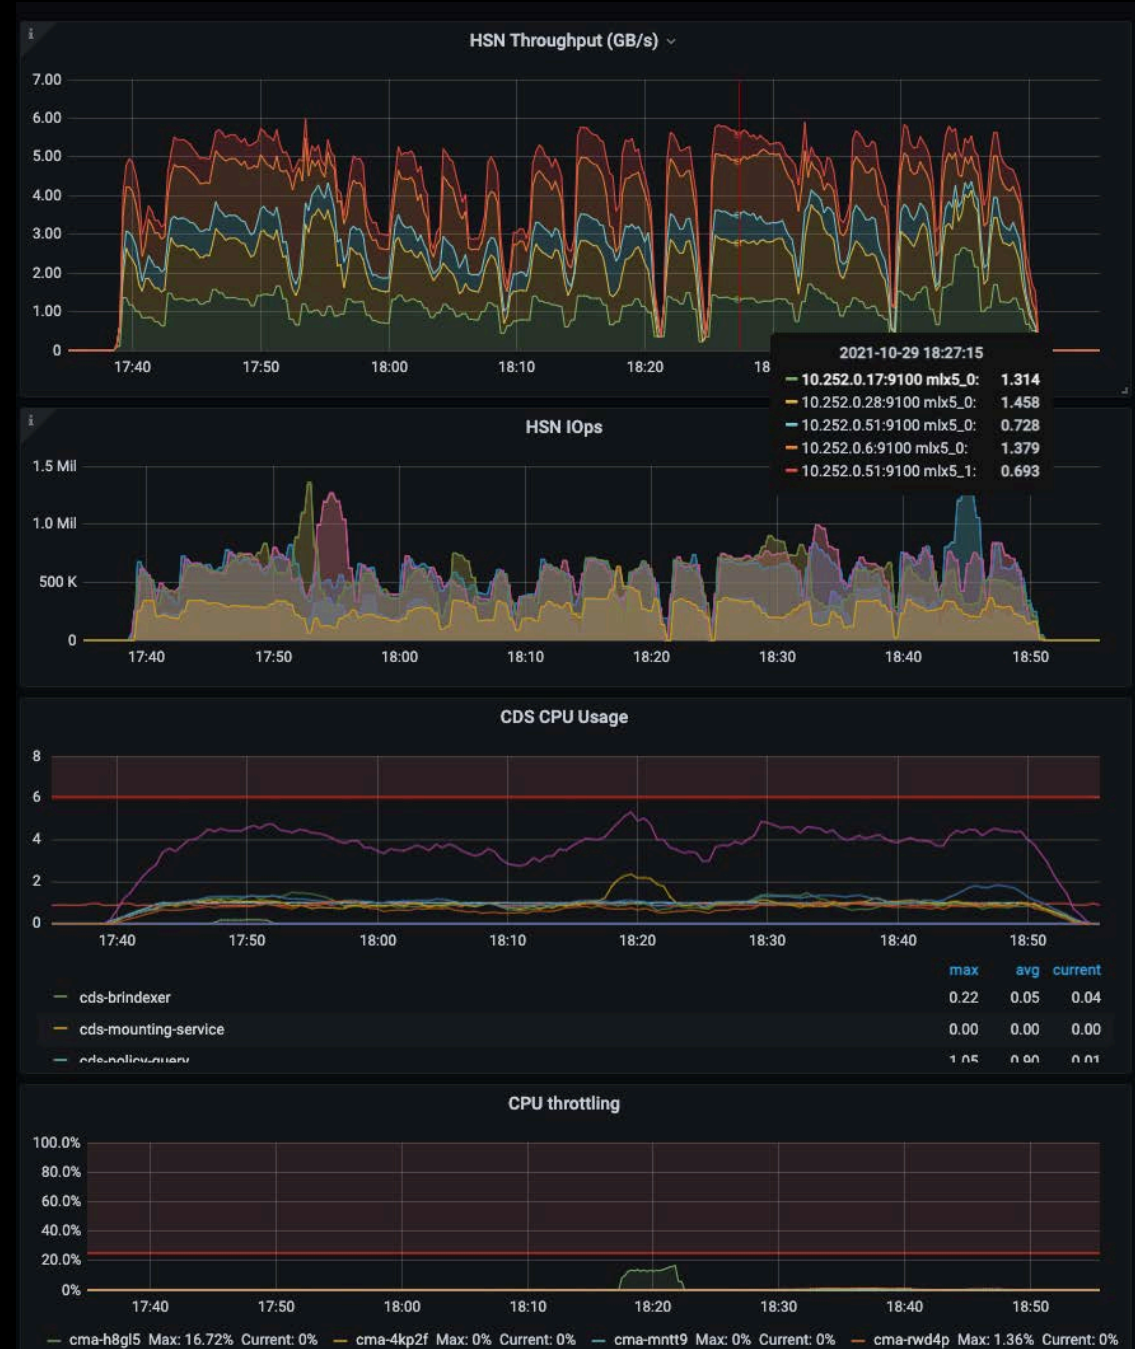 i
HSN Throughput (GB/s)
7.00
6.00
5.00
4.00
3.00
2.00
1.00
0
17:40 17:50 18:00 18:10 18:20 18
2021-10-29 18:27:15
10.252.0.17:9100 mlx5_0: 1.314
10.252.0.28:9100 mlx5_0: 1.458
10.252.0.51:9100 mlx5_0: 0.728
10.252.0.6:9100 mlx5_0: 1.379
10.252.0.51:9100 mlx5_1: 0.693
i
HSN IOps
1.5 Mil
1.0 Mil
500 K
0
17:40 17:50 18:00 18:10 18:20 18:30 18:40 18:50
CDS CPU Usage
8
6
4
2
0
17:40 17:50 18:00 18:10 18:20 18:30 18:40 18:50
max avg current
cds-brindexer 0.22 0.05 0.04
cds-mounting-service 0.00 0.00 0.00
cds-policy-query 1.05 0.90 0.01
CPU throttling
100.0%
80.0%
60.0%
40.0%
20.0%
0%
17:40 17:50 18:00 18:10 18:20 18:30 18:40 18:50
cma-h8gl5 Max: 16.72% Current: 0% cma-4kp2f Max: 0% Current: 0% cma-mntt9 Max: 0% Current: 0% cma-rwd4p Max: 1.36% Current: 0%